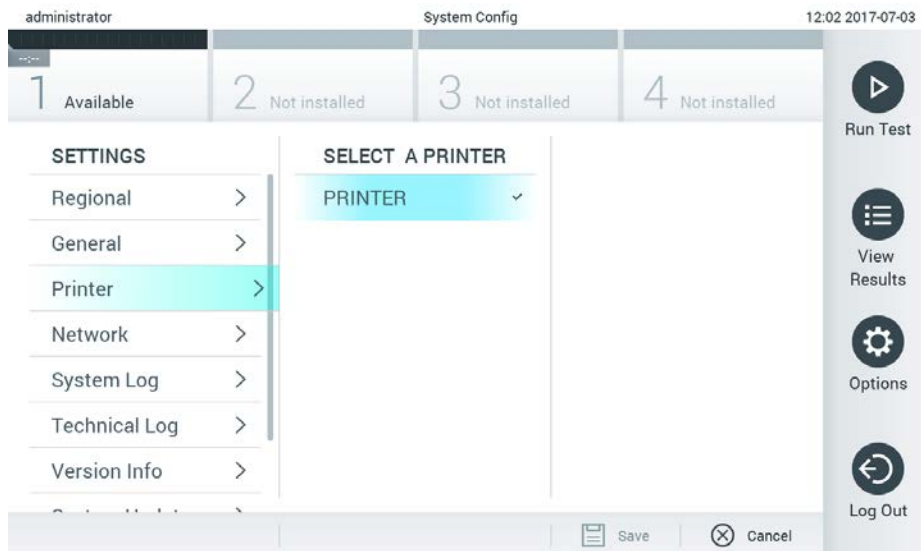 administrator
System Config
12:02 2017-07-03
--:--
1 Available
2 Not installed
3 Not installed
4 Not installed
SETTINGS
Regional
General
Printer
Network
System Log
Technical Log
Version Info
SELECT A PRINTER
PRINTER
Run Test
View
Results
Options
Log Out
Save
Cancel